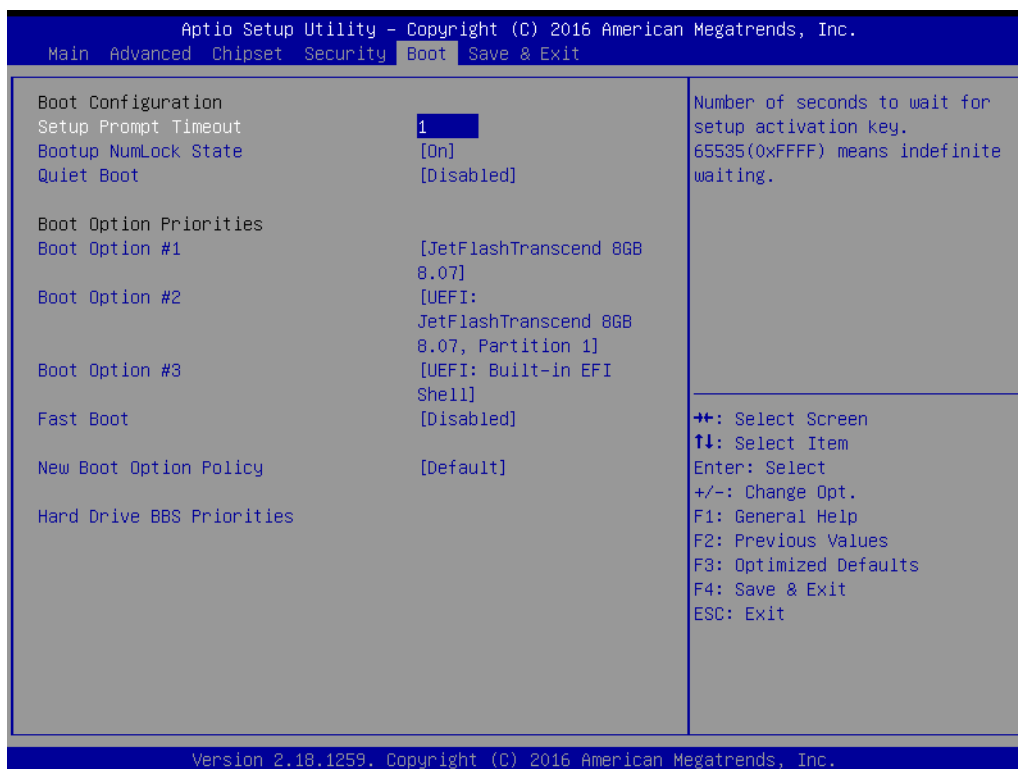 Aptio Setup Utility – Copyright (C) 2016 American Megatrends, Inc.
Main Advanced Chipset Security Boot Save & Exit
Boot Configuration
Setup Prompt Timeout 1
Bootup NumLock State [On]
Quiet Boot [Disabled]
Boot Option Priorities
Boot Option #1 [JetFlashTranscend 8GB
8.07]
Boot Option #2 [UEFI:
JetFlashTranscend 8GB
8.07, Partition 1]
Boot Option #3 [UEFI: Built-in EFI
Shell]
Fast Boot [Disabled]
New Boot Option Policy [Default]
Hard Drive BBS Priorities
Number of seconds to wait for
setup activation key.
65535(0xFFFF) means indefinite
waiting.
→←: Select Screen
↑↓: Select Item
Enter: Select
+/-: Change Opt.
F1: General Help
F2: Previous Values
F3: Optimized Defaults
F4: Save & Exit
ESC: Exit
Version 2.18.1259. Copyright (C) 2016 American Megatrends, Inc.